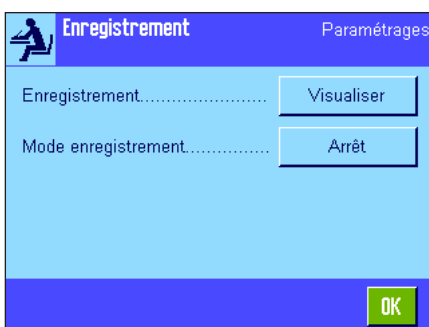 Enregistrement Paramétrages
Enregistrement........................ Visualiser
Mode enregistrement................ Arrêt
OK